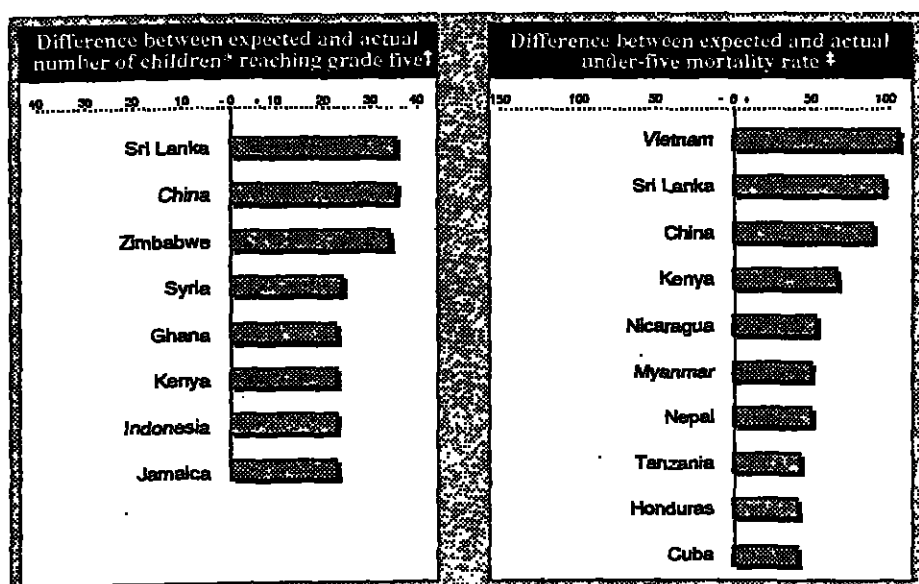 Difference between expected and actual
number of children* reaching grade five†
40 30 20 10 - 0 + 10 20 30 40
Sri Lanka
China
Zimbabwe
Syria
Ghana
Kenya
Indonesia
Jamaica
Difference between expected and actual
under-five mortality rate ‡
150 100 50 - 0 + 50 100
Vietnam
Sri Lanka
China
Kenya
Nicaragua
Myanmar
Nepal
Tanzania
Honduras
Cuba